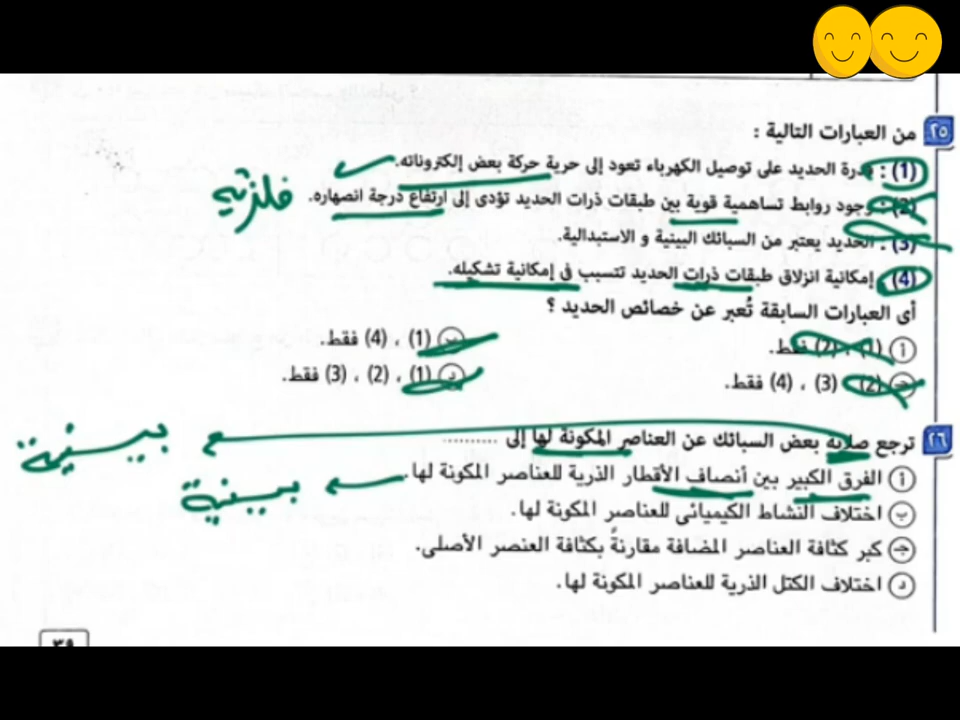 ٢٥ من العبارات التالية :
(1) : قدرة الحديد على توصيل الكهرباء تعود إلى حرية حركة بعض إلكتروناته.
(2) : وجود روابط تساهمية قوية بين طبقات ذرات الحديد تؤدى إلى ارتفاع درجة انصهاره.
فلزية
(3) : الحديد يعتبر من السبائك البينية و الاستبدالية.
(4) : إمكانية انزلاق طبقات ذرات الحديد تتسبب فى إمكانية تشكيله.
أى العبارات السابقة تُعبر عن خصائص الحديد ؟
أ (1) ، (2) فقط.
ب (1) ، (4) فقط.
ج (2) ، (3) ، (4) فقط.
د (1) ، (2) ، (3) فقط.
٢٦ ترجع صلابة بعض السبائك عن العناصر المكونة لها إلى ..........
بينية
أ الفرق الكبير بين أنصاف الأقطار الذرية للعناصر المكونة لها.
بينية
ب اختلاف النشاط الكيميائى للعناصر المكونة لها.
ج كبر كثافة العناصر المضافة مقارنةً بكثافة العنصر الأصلى.
د اختلاف الكتل الذرية للعناصر المكونة لها.